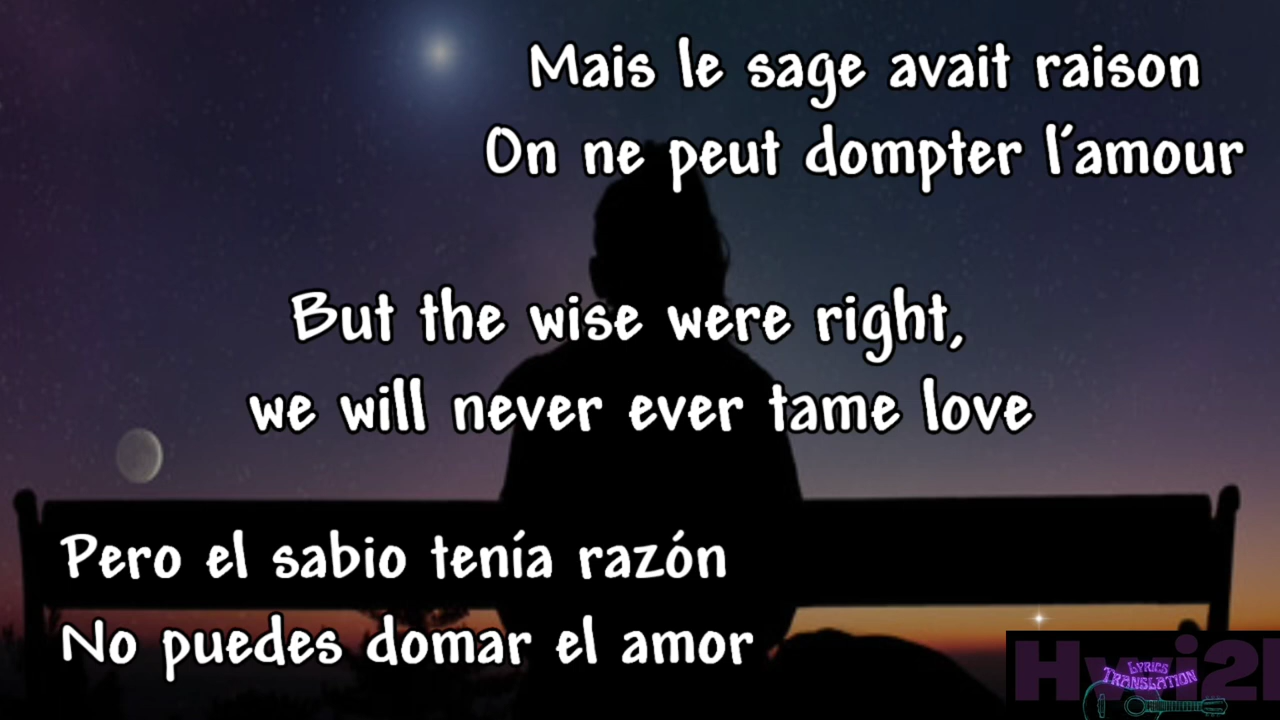 Mais le sage avait raison
On ne peut dompter l'amour
But the wise were right,
we will never ever tame love
Pero el sabio tenía razón
No puedes domar el amor
Hwi2
LYRICS
TRANSLATION